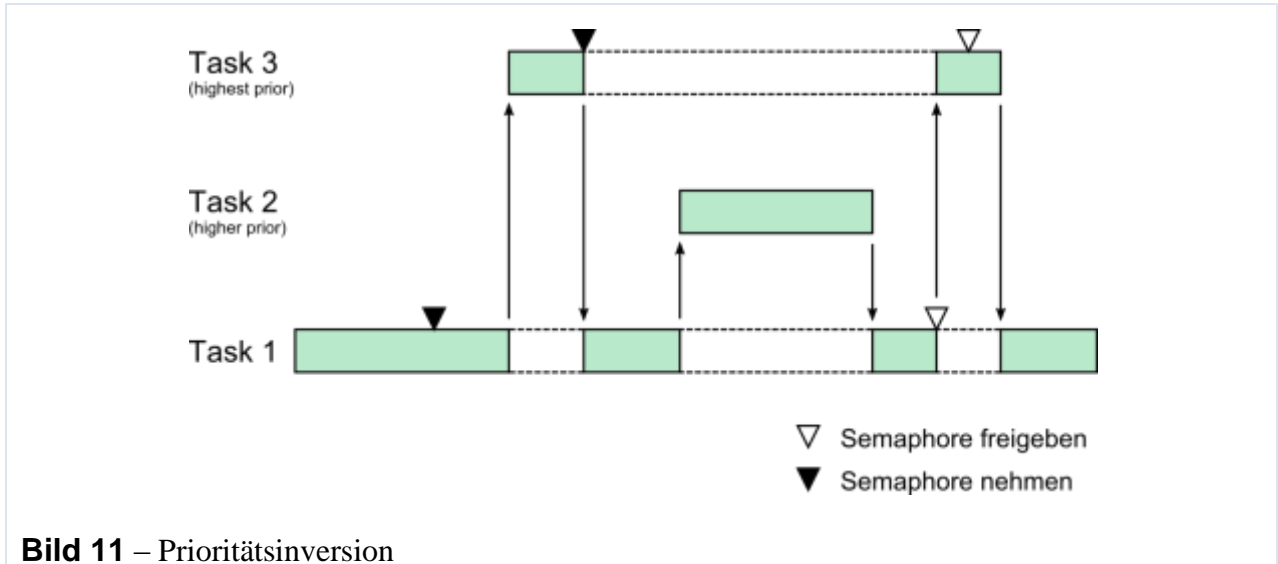 Task 3
(highest prior)
Task 2
(higher prior)
Task 1
Semaphore freigeben
Semaphore nehmen
Bild 11 – Prioritätsinversion